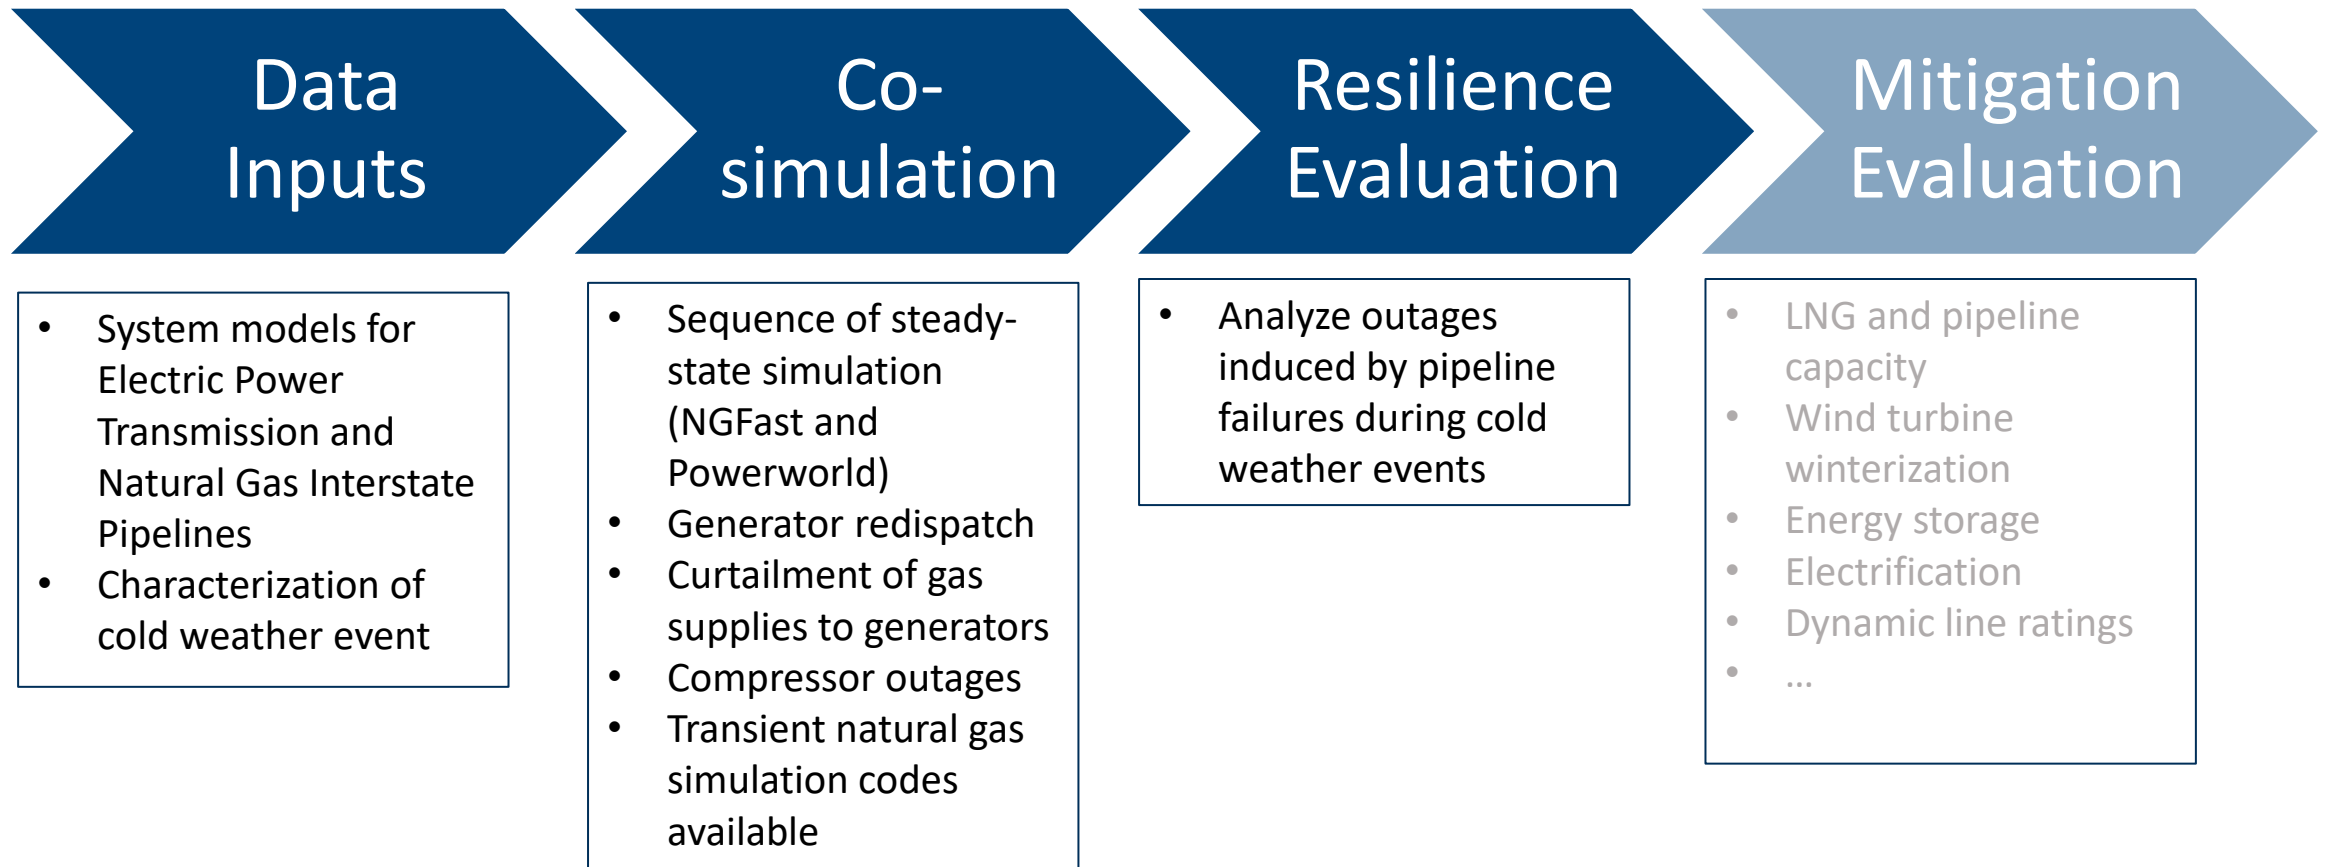 Data
Inputs
Co-
simulation
Resilience
Evaluation
Mitigation
Evaluation
• System models for
Electric Power
Transmission and
Natural Gas Interstate
Pipelines
• Characterization of
cold weather event
• Sequence of steady-
state simulation
(NGFast and
Powerworld)
• Generator redispatch
• Curtailment of gas
supplies to generators
• Compressor outages
• Transient natural gas
simulation codes
available
• Analyze outages
induced by pipeline
failures during cold
weather events
• LNG and pipeline
capacity
• Wind turbine
winterization
• Energy storage
• Electrification
• Dynamic line ratings
• ...